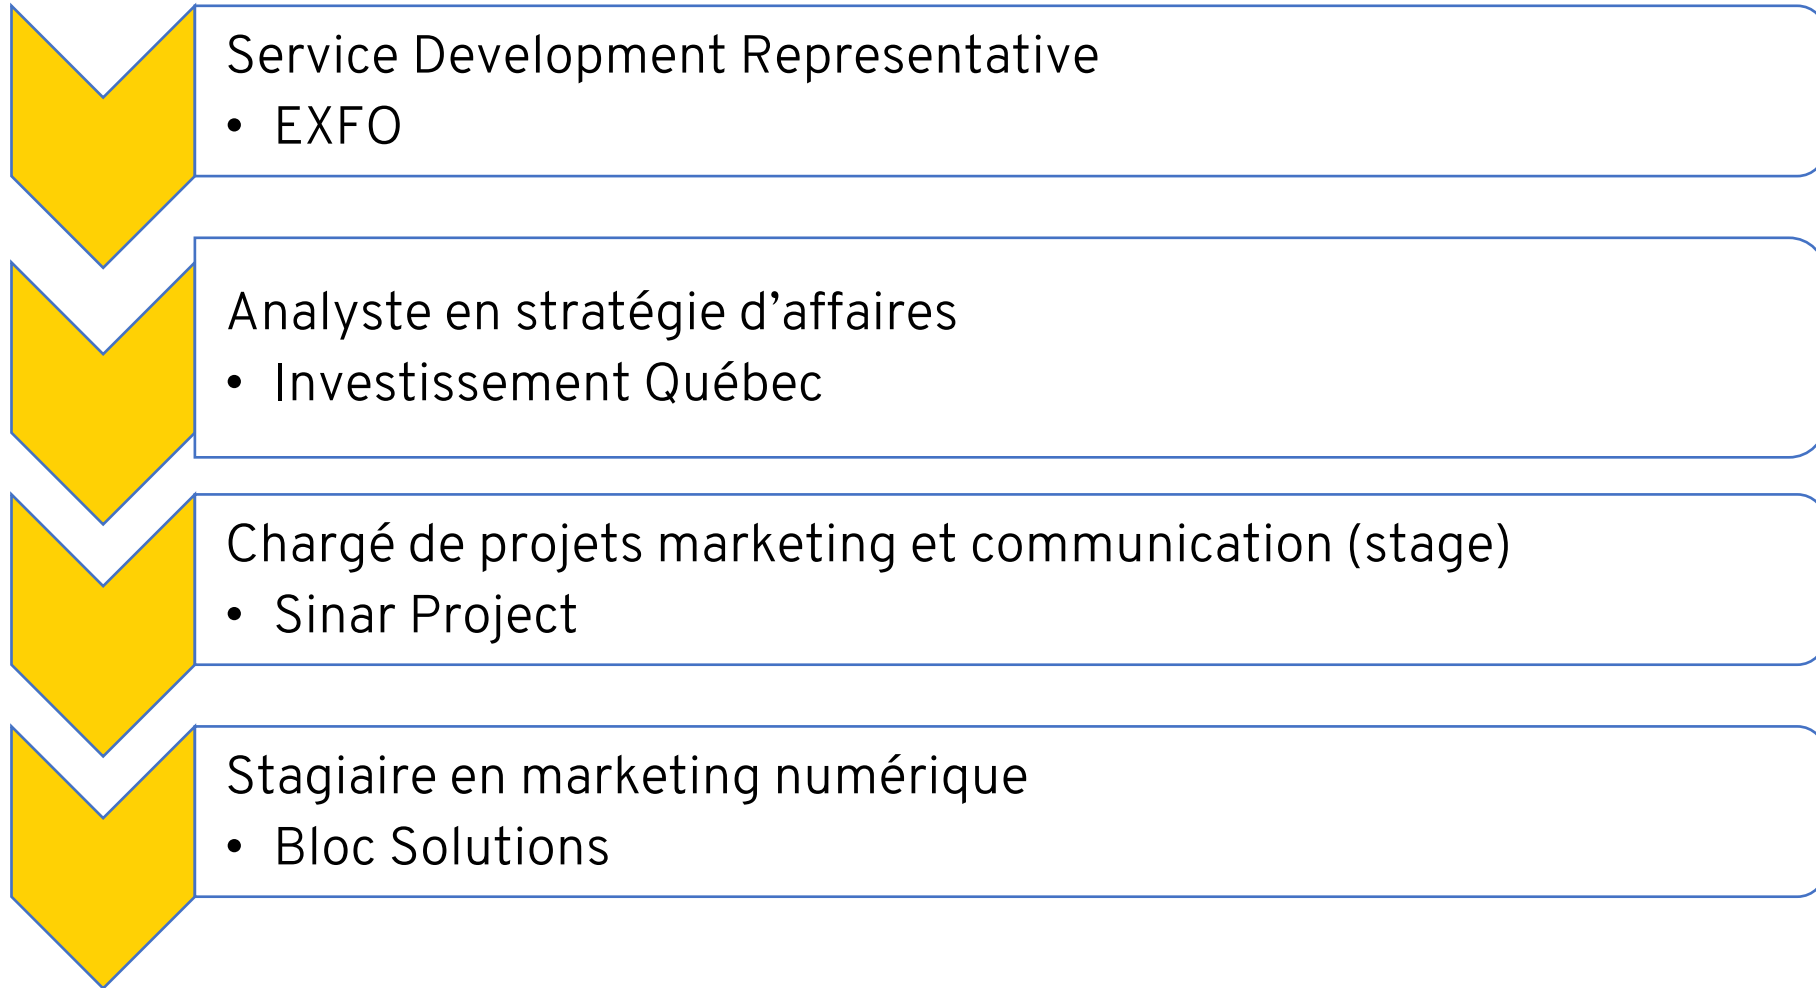 Service Development Representative
• EXFO
Analyste en stratégie d’affaires
• Investissement Québec
Chargé de projets marketing et communication (stage)
• Sinar Project
Stagiaire en marketing numérique
• Bloc Solutions